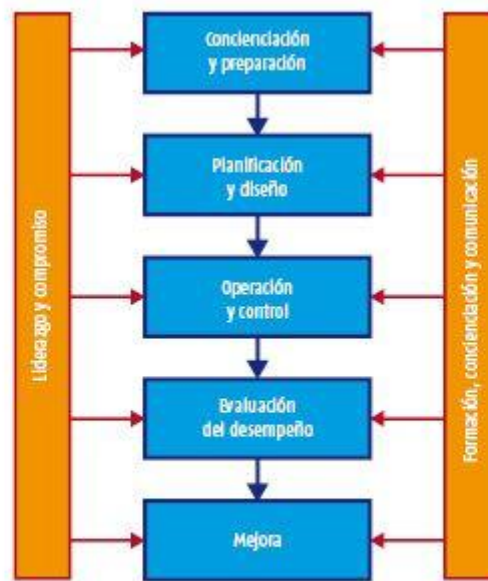 Liderazgo y compromiso
Concienciación
y preparación
Planificación
y diseño
Operación
y control
Evaluación
del desempeño
Mejora
Formación, concienciación y comunicación